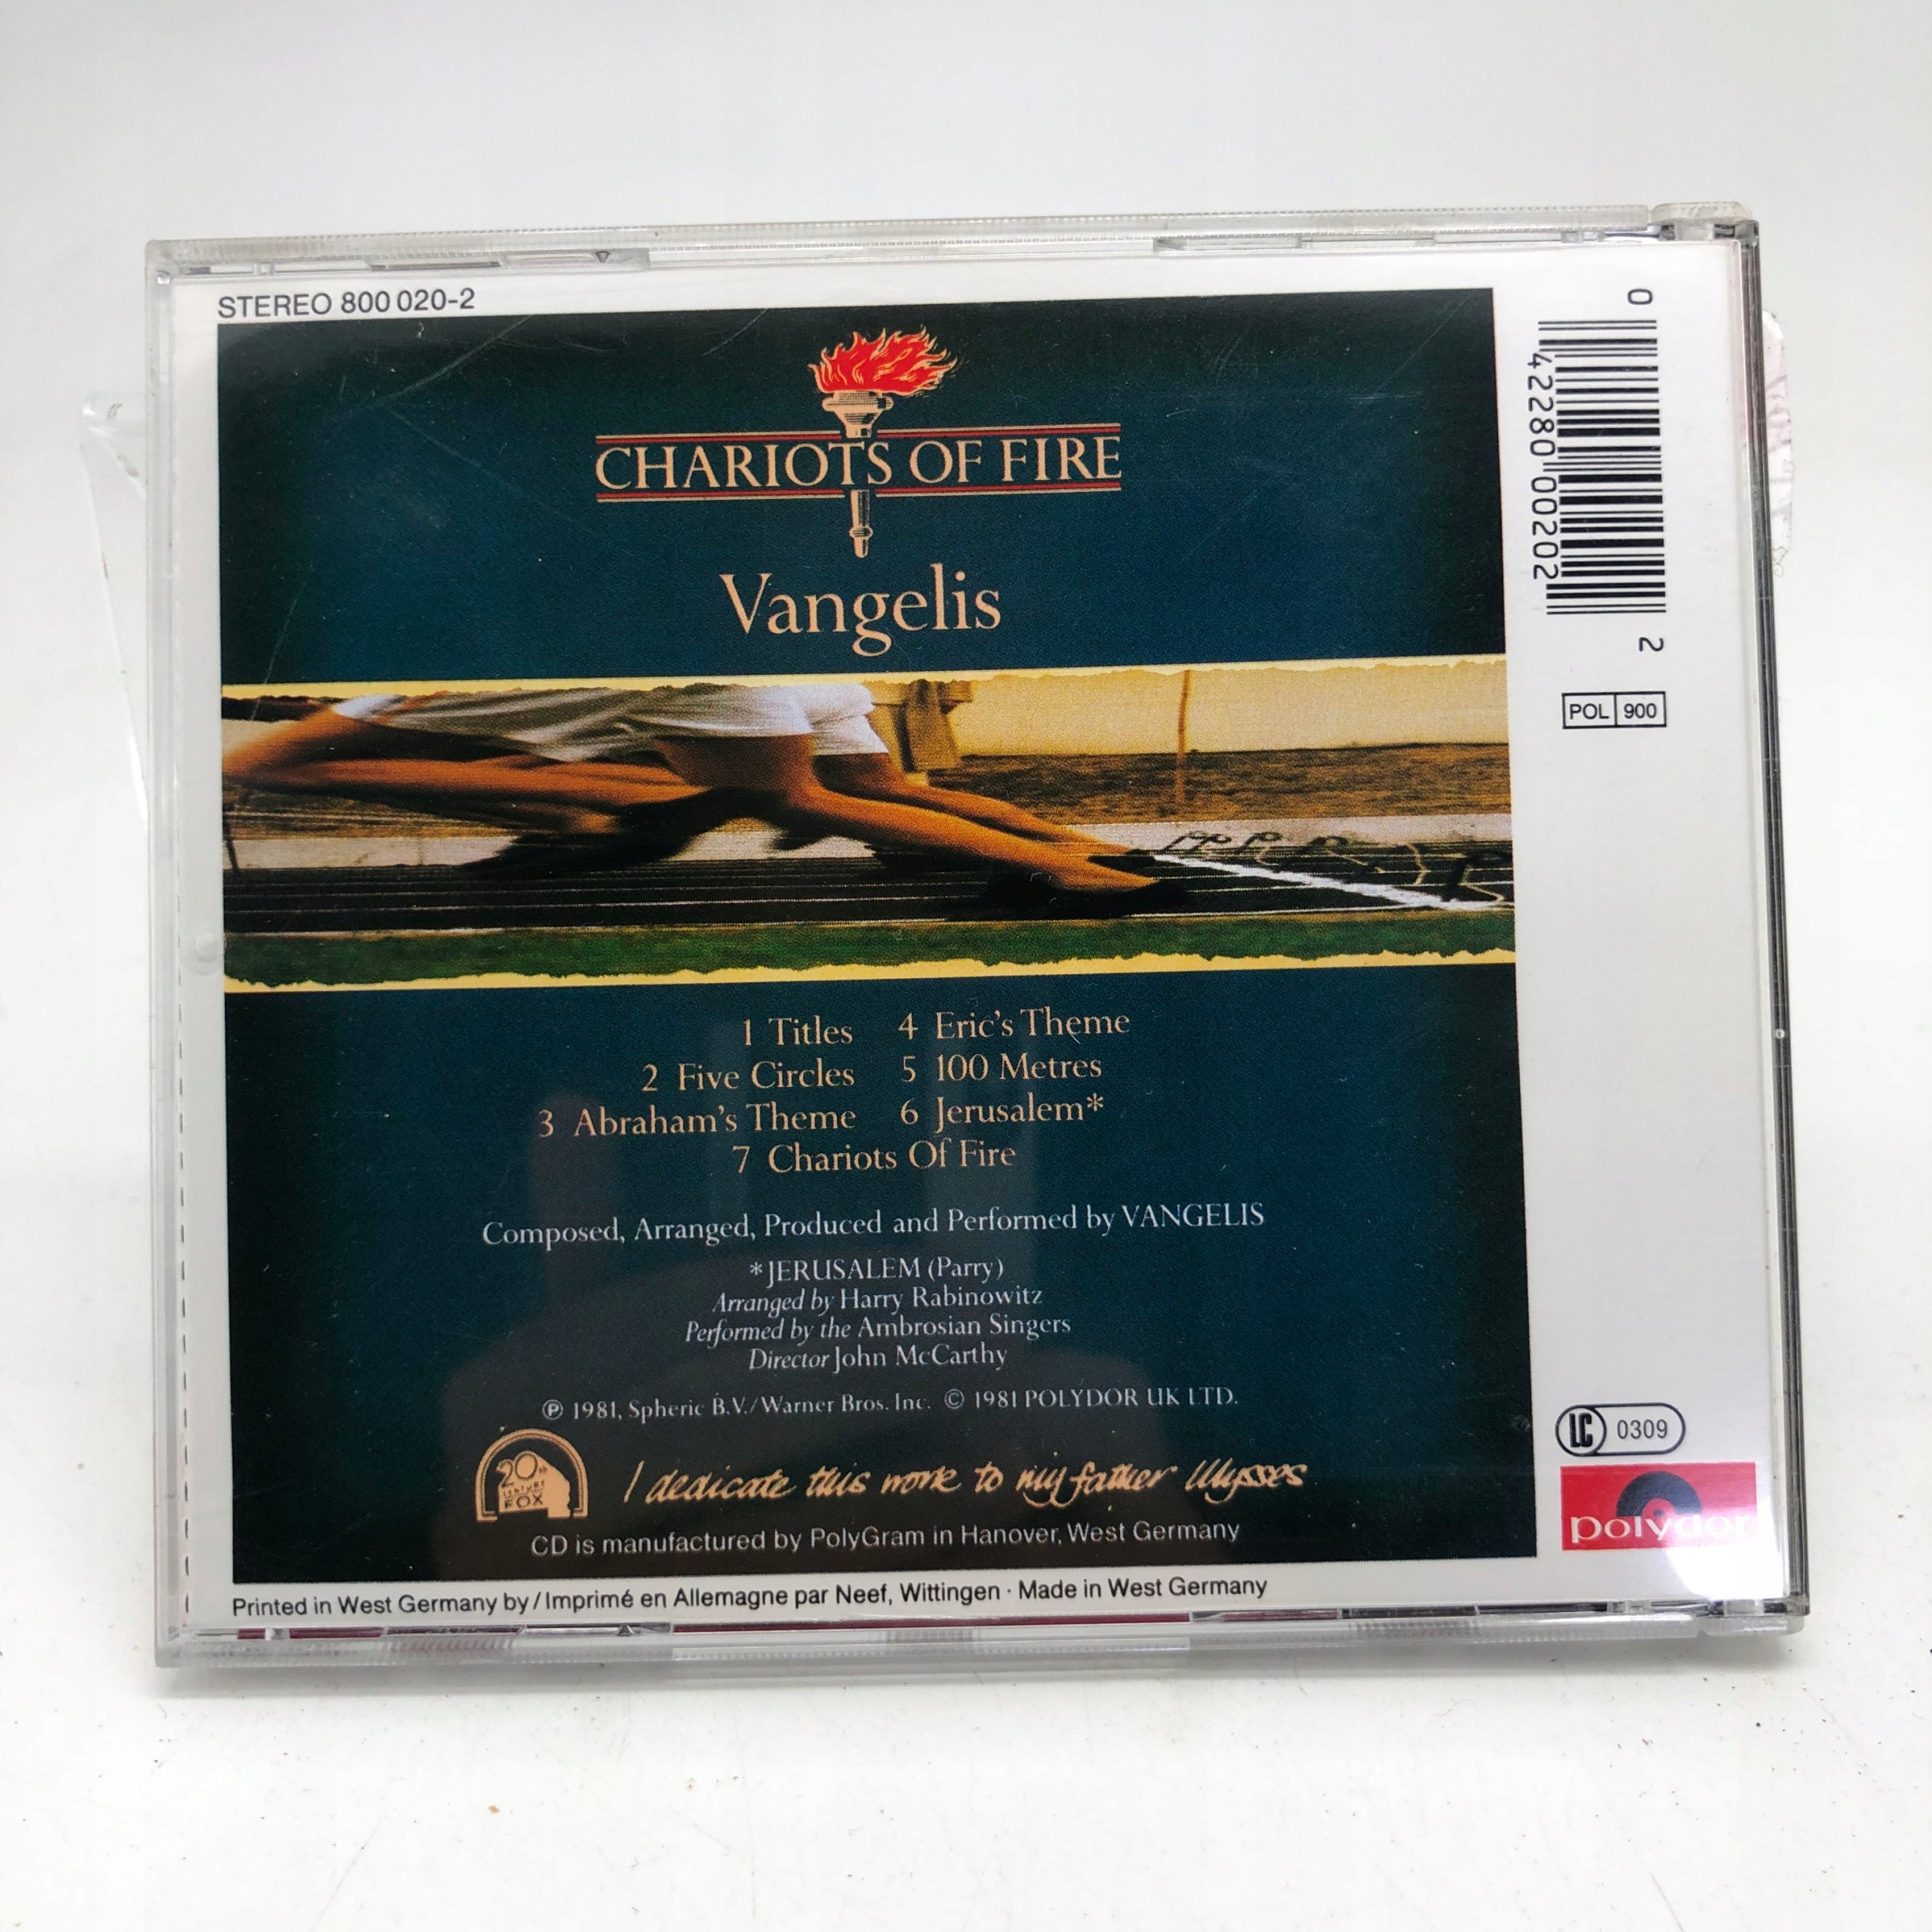 STEREO 800 020-2
CHARIOTS OF FIRE
Vangelis
1 Titles
2 Five Circles
3 Abraham's Theme
4 Eric's Theme
5 100 Metres
6 Jerusalem*
7 Chariots Of Fire
Composed, Arranged, Produced and Performed by VANGELIS
*JERUSALEM (Parry)
Arranged by Harry Rabinowitz
Performed by the Ambrosian Singers
Director John McCarthy
℗ 1981, Spheric B.V./Warner Bros. Inc. © 1981 POLYDOR UK LTD.
20th
CENTURY
FOX
I dedicate this work to my father Ulysses
CD is manufactured by PolyGram in Hanover, West Germany
Printed in West Germany by / Imprimé en Allemagne par Neef, Wittingen · Made in West Germany
0 42280 00202 2
POL 900
LC 0309
polydor